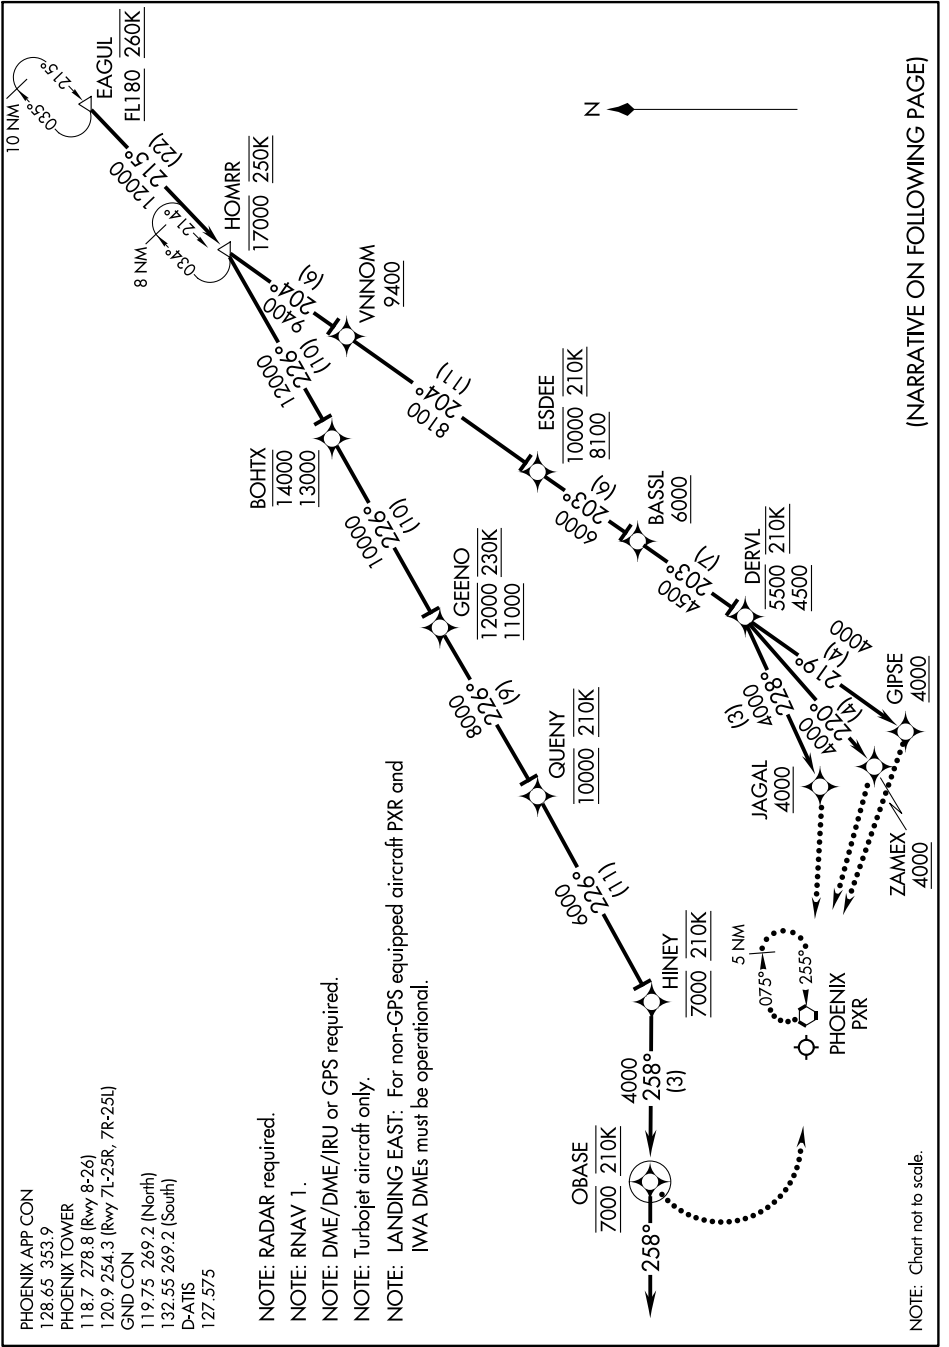 PHOENIX APP CON
128.65 353.9
PHOENIX TOWER
118.7 278.8 (Rwy 8-26)
120.9 254.3 (Rwy 7L-25R, 7R-25L)
GND CON
119.75 269.2 (North)
132.55 269.2 (South)
D-ATIS
127.575
NOTE: RADAR required.
NOTE: RNAV 1.
NOTE: DME/DME/IRU or GPS required.
NOTE: Turbojet aircraft only.
NOTE: LANDING EAST: For non-GPS equipped aircraft PXR and
IWA DMEs must be operational.
10 NM
215°
035°
EAGUL
FL180 260K
12000
215°
(22)
8 NM
214°
034°
HOMRR
17000 250K
12000
226°
(10)
BOHTX
14000
13000
10000
226°
(10)
GEENO
12000 230K
11000
8000
226°
(9)
QUENY
10000 210K
6000
226°
(11)
HINEY
7000 210K
4000
258°
(3)
OBASE
7000 210K
258°
9400
204°
(6)
VNNOM
9400
8100
204°
(11)
ESDEE
10000 210K
8100
6000
203°
(6)
BASSL
6000
4500
203°
(7)
DERVL
5500 210K
4500
(3)
4000
228°
JAGAL
4000
4000
220°
(4)
ZAMEX
4000
219°
(4)
4000
GIPSE
4000
5 NM
075°
255°
PHOENIX
PXR
N
(NARRATIVE ON FOLLOWING PAGE)
NOTE: Chart not to scale.